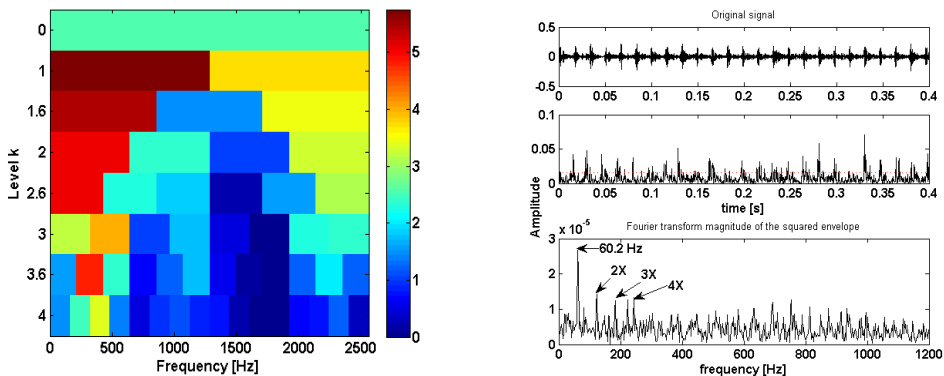 0
1
1.6
2
2.6
3
3.6
4
Level k
0 500 1000 1500 2000 2500
Frequency [Hz]
5
4
3
2
1
0
Original signal
0.5
0
-0.5
0 0.05 0.1 0.15 0.2 0.25 0.3 0.35 0.4
0.1
0.05
0
0 0.05 0.1 0.15 0.2 0.25 0.3 0.35 0.4
time [s]
Amplitude
Fourier transform magnitude of the squared envelope
x 10-5
3
2
1
0
60.2 Hz
2X
3X
4X
0 200 400 600 800 1000 1200
frequency [Hz]